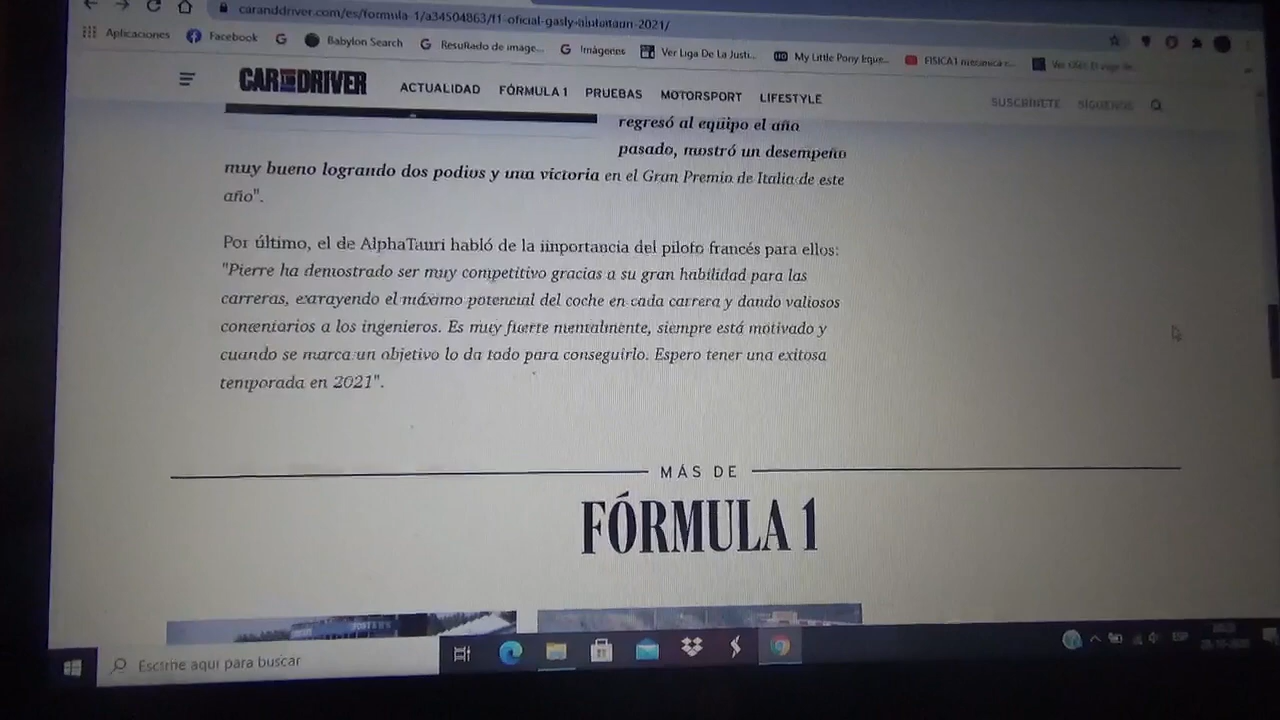 caranddriver.com/es/formula-1/a34504863/f1-oficial-gasly-alphatauri-2021/
Aplicaciones Facebook Babylon Search Resultado de image... Imágenes Ver Liga De La Justi... My Little Pony Eque... FISICA1 mecanica c...
CAR AND DRIVER ACTUALIDAD FÓRMULA 1 PRUEBAS MOTORSPORT LIFESTYLE SUSCRÍBETE SÍGUENOS
regresó al equipo el año
pasado, mostró un desempeño
muy bueno logrando dos podios y una victoria en el Gran Premio de Italia de este
año".
Por último, el de AlphaTauri habló de la importancia del piloto francés para ellos:
"Pierre ha demostrado ser muy competitivo gracias a su gran habilidad para las
carreras, exrayendo el máximo potencial del coche en cada carrera y dando valiosos
comentarios a los ingenieros. Es muy fuerte mentalmente, siempre está motivado y
cuando se marca un objetivo lo da todo para conseguirlo. Espero tener una exitosa
temporada en 2021".
MÁS DE
FÓRMULA 1
Escribe aquí para buscar
ESP